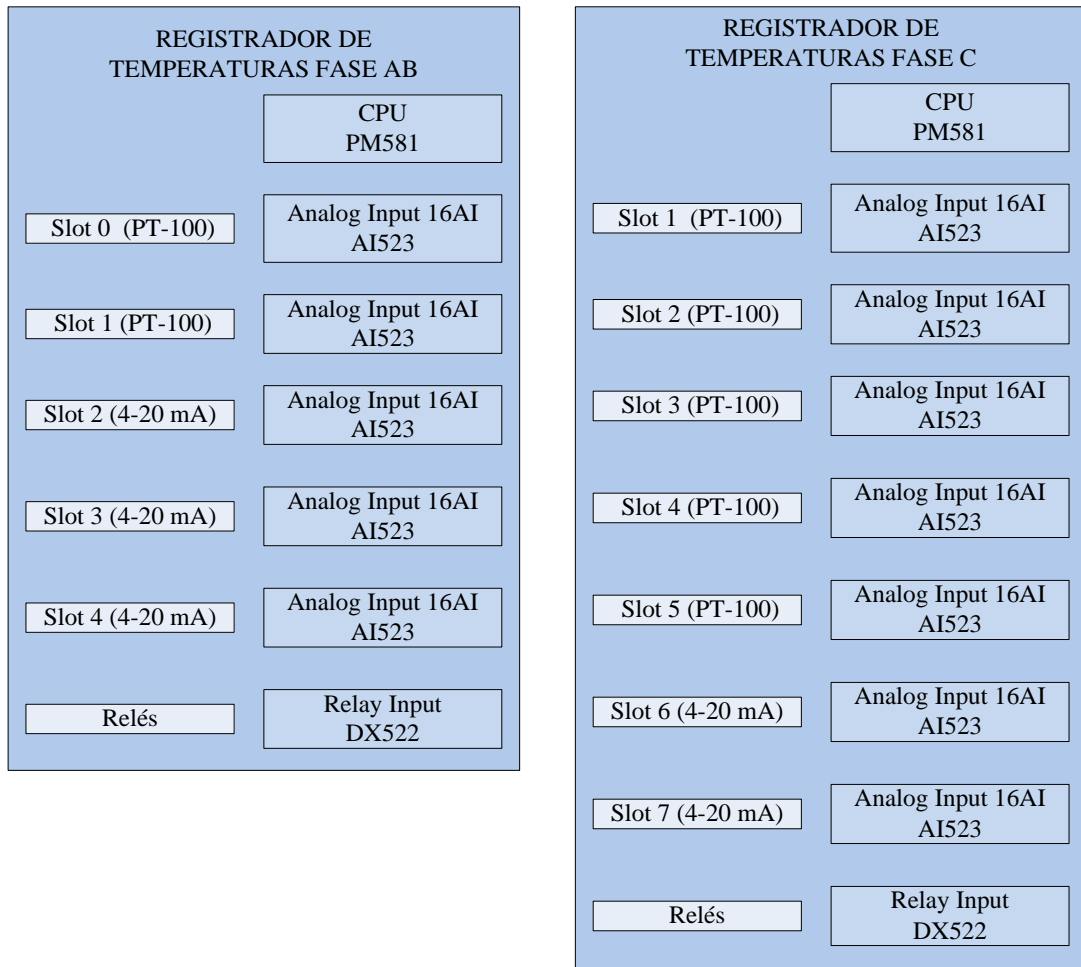 REGISTRADOR DE
TEMPERATURAS FASE AB
CPU
PM581
Slot 0 (PT-100)
Analog Input 16AI
AI523
Slot 1 (PT-100)
Analog Input 16AI
AI523
Slot 2 (4-20 mA)
Analog Input 16AI
AI523
Slot 3 (4-20 mA)
Analog Input 16AI
AI523
Slot 4 (4-20 mA)
Analog Input 16AI
AI523
Relés
Relay Input
DX522
REGISTRADOR DE
TEMPERATURAS FASE C
CPU
PM581
Slot 1 (PT-100)
Analog Input 16AI
AI523
Slot 2 (PT-100)
Analog Input 16AI
AI523
Slot 3 (PT-100)
Analog Input 16AI
AI523
Slot 4 (PT-100)
Analog Input 16AI
AI523
Slot 5 (PT-100)
Analog Input 16AI
AI523
Slot 6 (4-20 mA)
Analog Input 16AI
AI523
Slot 7 (4-20 mA)
Analog Input 16AI
AI523
Relés
Relay Input
DX522